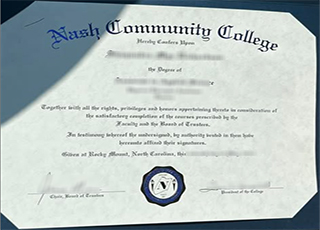 Nash Community College
Hereby Confers Upon
the Degree of
Together with all the rights, privileges and honors appertaining thereto in consideration of
the satisfactory completion of the courses prescribed by the
Faculty and the Board of Trustees.
In testimony whereof the undersigned, by authority vested in them have
hereunto affixed their signatures.
Given at Rocky Mount, North Carolina, this
N
Chair, Board of Trustees
President of the College